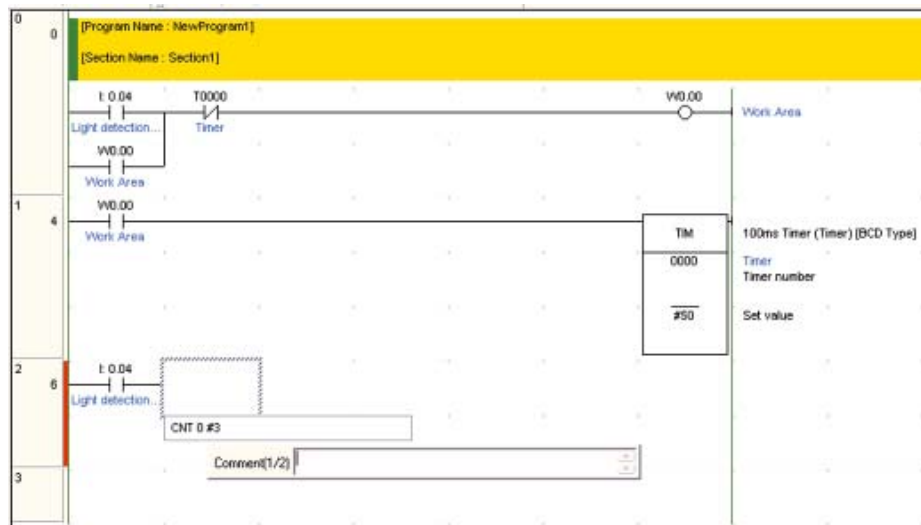 0
0
[Program Name : NewProgram1]
[Section Name : Section1]
I: 0.04
T0000
W0.00
Light detection...
Timer
Work Area
W0.00
Work Area
1
4
W0.00
Work Area
TIM
100ms Timer (Timer) [BCD Type]
0000
Timer
Timer number
#50
Set value
2
6
I: 0.04
Light detection...
CNT 0 #3
Comment(1/2)
3